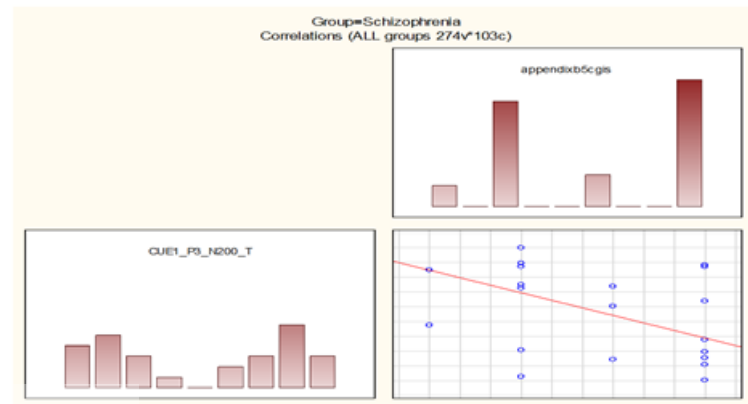 Group=Schizophrenia
Correlations (ALL groups 274v*103c)
appendixb5cgis
CUE1_P3_N200_T